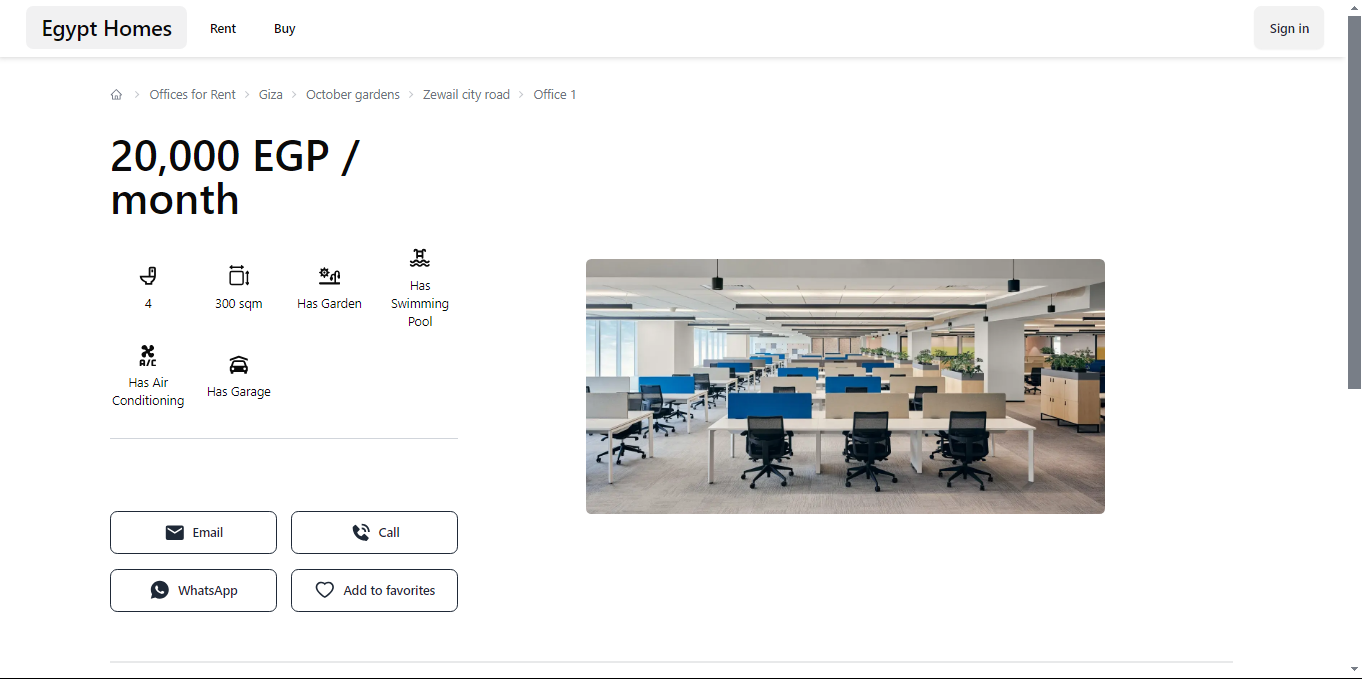 Egypt Homes
Rent
Buy
Sign in
Offices for Rent
Giza
October gardens
Zewail city road
Office 1
20,000 EGP /
month
4
300 sqm
Has Garden
Has
Swimming
Pool
A/C
Has Air
Conditioning
Has Garage
Email
Call
WhatsApp
Add to favorites